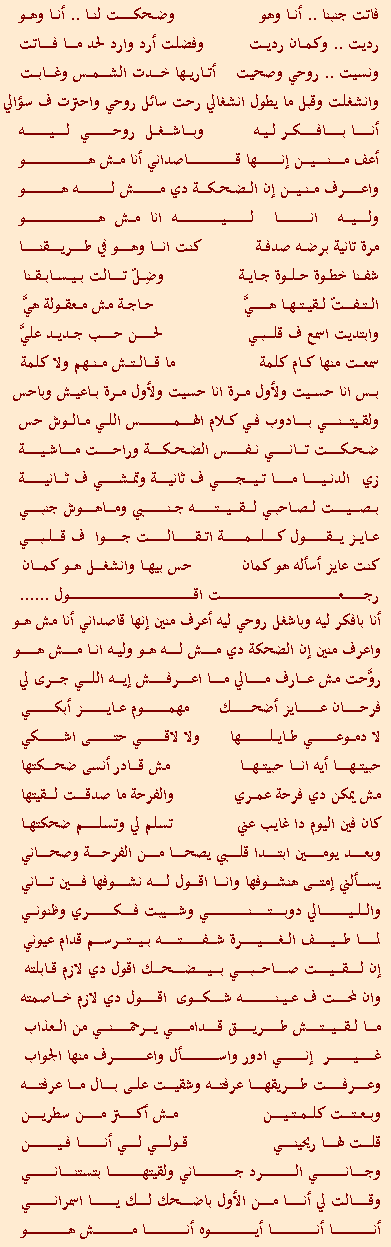 فاتت جنبنا .. أنا وهو وضحكت لنا .. أنا وهو
رديت .. وكمان رديت وفضلت أرد وارد لحد ما فاتت
ونسيت .. روحي وصحيت أتاريها خدت الشمس وغابت
وانشغلت وقبل ما يطول انشغالي رحت سائل روحي واحترت ف سؤالي
أنا بافكر ليه وباشغل روحي ليه
أعرف منين إنها قاصداني أنا مش هو
واعرف منين إن الضحكة دي مش له هو
وليه انا ليه انا مش هو
مرة تانية برضه صدفة كنت انا وهو في طريقنا
شفنا خطوة حلوة جاية وضِلّ تالت بيسابقنا
التفتّ لقيتها هيَّ حاجة مش معقولة هيَّ
وابتديت اسمع ف قلبي لحن حب جديد عليَّ
سمعت منها كام كلمة ما قالتش منهم ولا كلمة
بس انا حسيت ولأول مرة انا حسيت ولأول مرة باعيش وباحس
ولقيتني بادوب في كلام الهمس اللي مالوش حس
ضحكت تاني نفس الضحكة وراحت ماشية
زي الدنيا ما تيجي ف ثانية وتمشي ف ثانية
بصيت لصاحبي لقيته جنبي وماهوش جنبي
عايز يقول كلمة اتقالت جوا ف قلبي
كنت عايز أسأله هو كمان حس بيها وانشغل هو كمان
رجعت اقول ......
أنا بافكر ليه وباشغل روحي ليه أعرف منين إنها قاصداني أنا مش هو
واعرف منين إن الضحكة دي مش له هو وليه انا مش هو
روَّحت مش عارف مالي ما اعرفش إيه اللي جرى لي
فرحان عايز أضحك مهموم عايز أبكي
لا دموعي طايلها ولا لاقي حتى اشكي
حبيتها أيه انا حبيتها مش قادر أنسى ضحكتها
مش يمكن دي فرحة عمري والفرحة ما صدقت لقيتها
كان فين اليوم دا غايب عني تسلم لي وتسلم ضحكتها
وبعد يومين ابتدا قلبي يصحا من الفرحة وصحاني
يسألني إمتى هنشوفها وانا اقول له نشوفها فين تاني
والليالي دوبتني وشيبت فكري وظنوني
لما طيف الغيرة شفته بيترسم قدام عيوني
إن لقيت صاحبي بيضحك اقول دي لازم قابلته
وان لمحت ف عينه شكوى اقول دي لازم خاصمته
ما لقيتش طريق قدامي يرحمني من العذاب
غير إني ادور واسأل واعرف منها الجواب
وعرفت طريقها عرفته وشقيت على بال ما عرفته
وبعتت كلمتين مش أكتر من سطرين
قلت لها ريحيني قولي لي أنا فين
وجاني الرد جاني ولقيتها بتستناني
وقالت لي أنا من الأول باضحك لك يا اسمراني
أنا أنا أيوه أنا مش هو